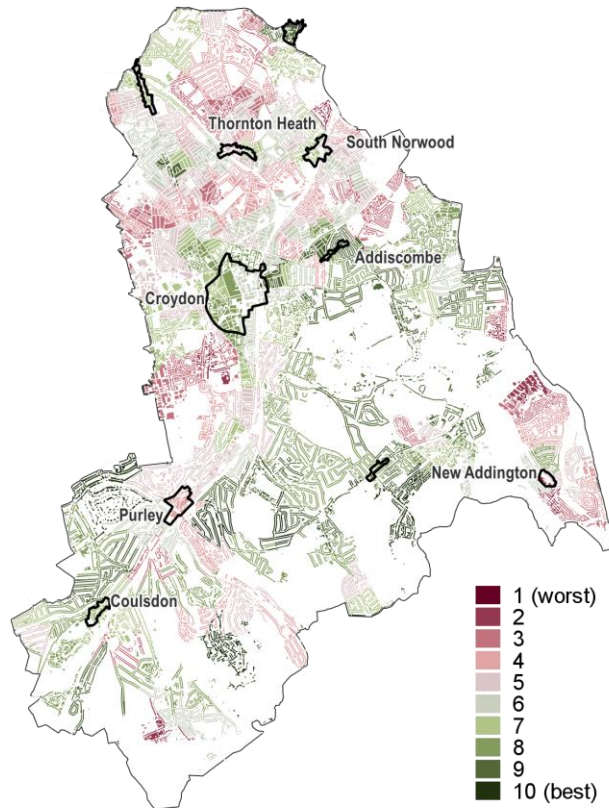 Thornton Heath
South Norwood
Addiscombe
Croydon
New Addington
Purley
Coulsdon
1 (worst)
2
3
4
5
6
7
8
9
10 (best)